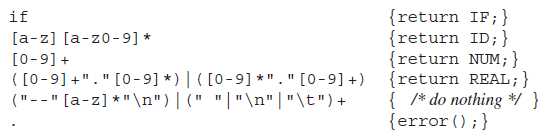 if {return IF;}
[a-z][a-z0-9]* {return ID;}
[0-9]+ {return NUM;}
([0-9]+"."[0-9]*)|([0-9]*"."[0-9]+) {return REAL;}
("--"[a-z]*"\n")|(" "|"\n"|"\t")+ { /* do nothing */ }
. {error();}